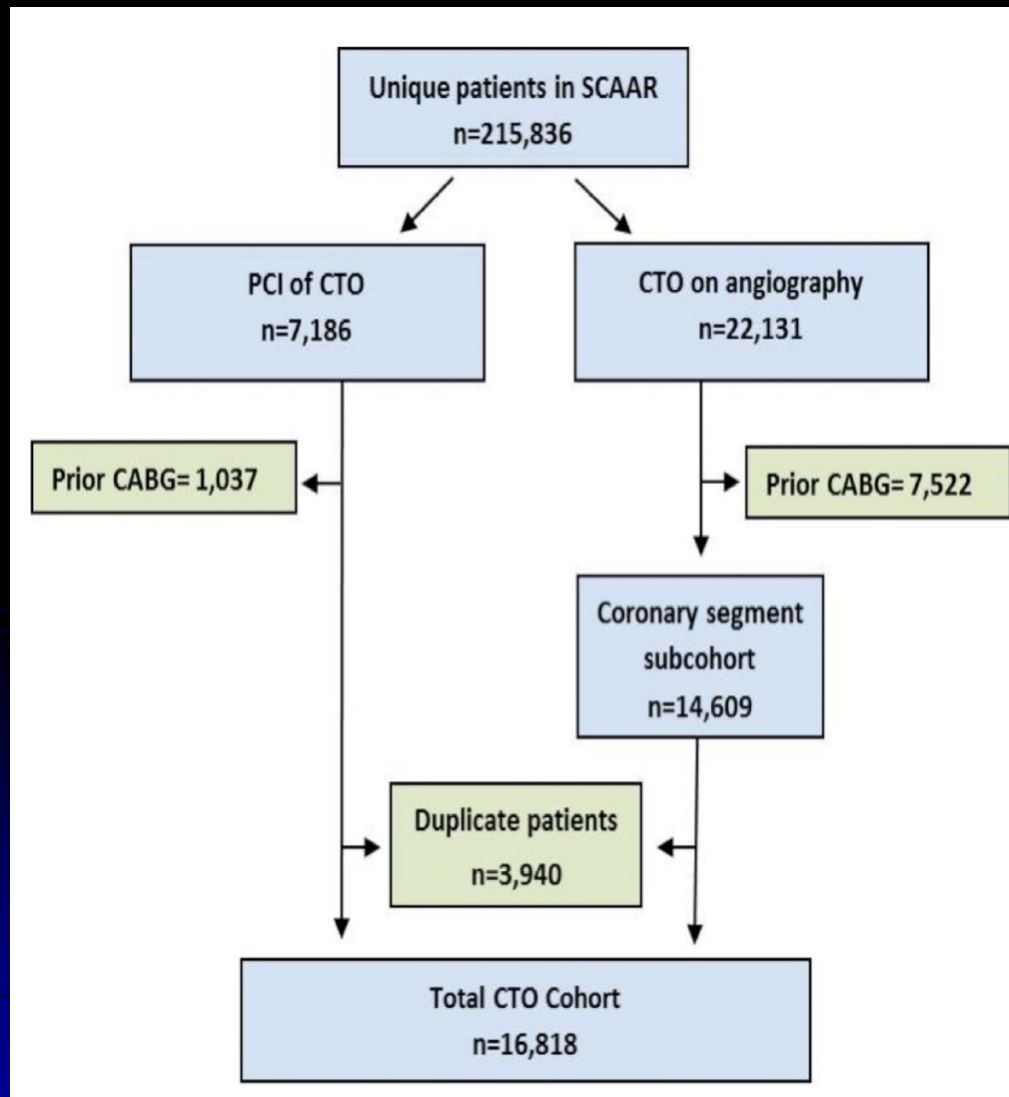 Unique patients in SCAAR
n=215,836
PCI of CTO
n=7,186
CTO on angiography
n=22,131
Prior CABG= 1,037
Prior CABG= 7,522
Coronary segment
subcohort
n=14,609
Duplicate patients
n=3,940
Total CTO Cohort
n=16,818